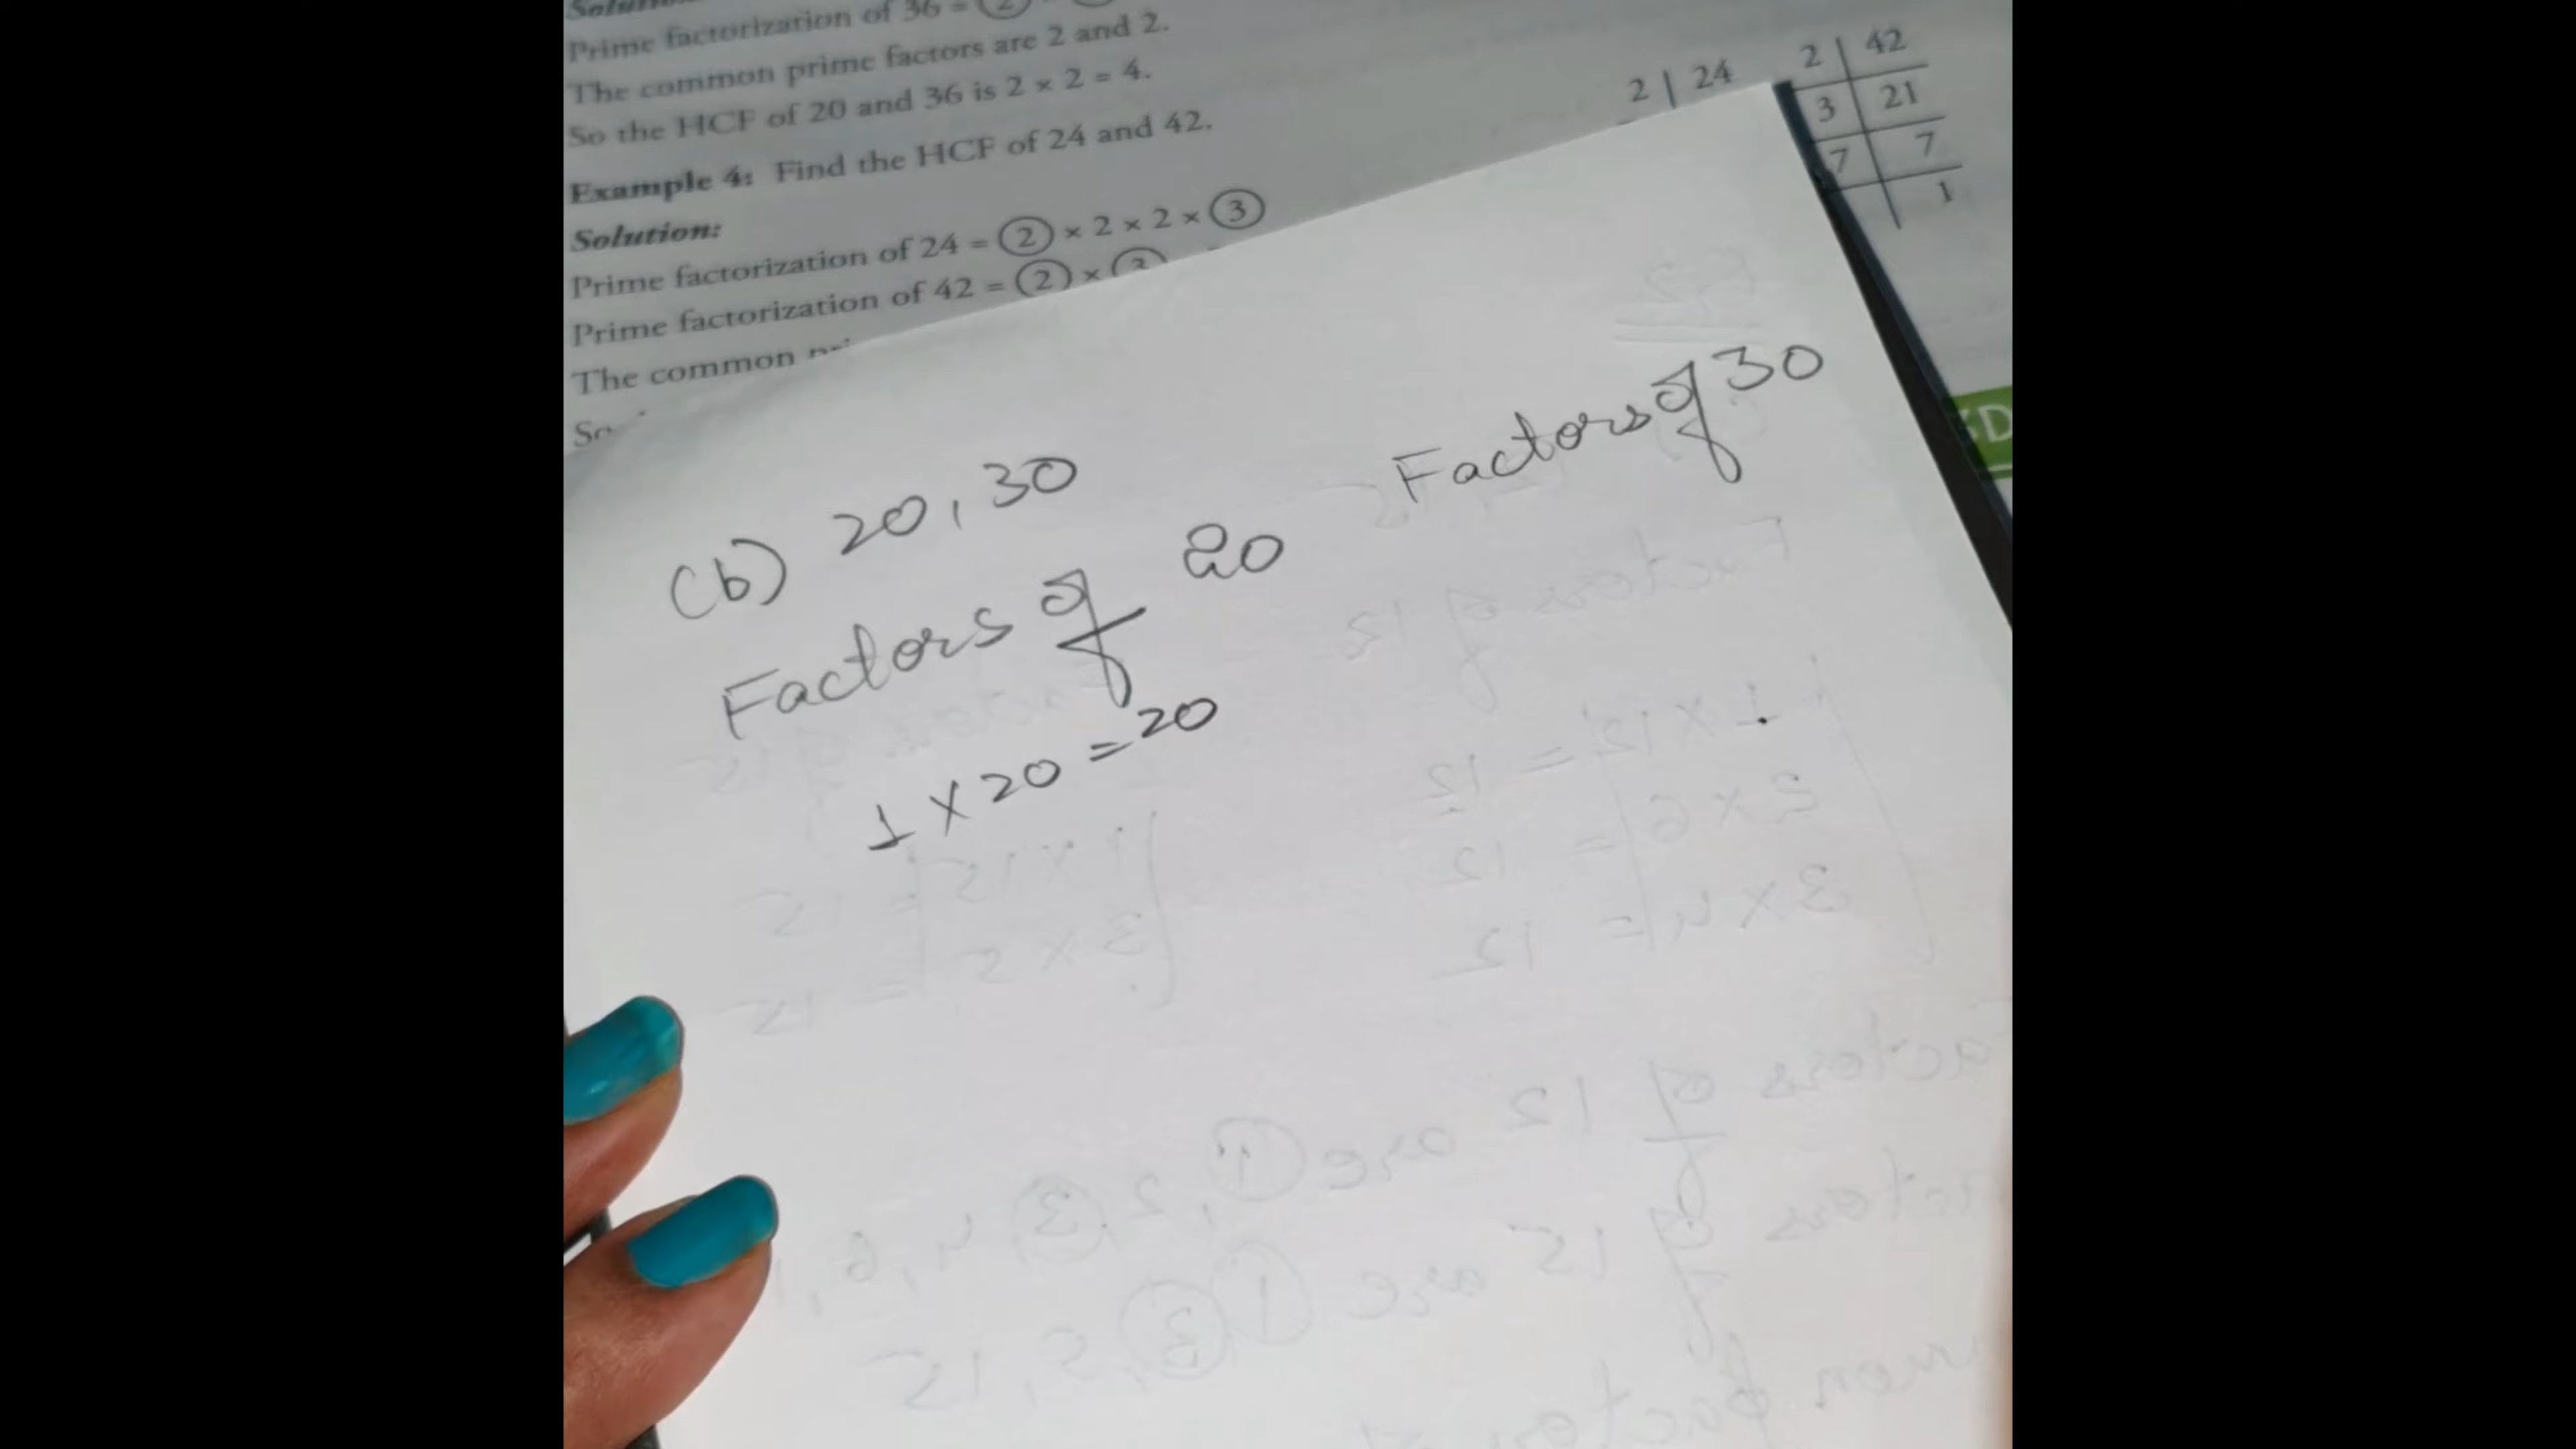 Prime factorization of 36 = 2
The common prime factors are 2 and 2.
So the HCF of 20 and 36 is 2 × 2 = 4.
Example 4: Find the HCF of 24 and 42.
Solution:
Prime factorization of 24 = 2 × 2 × 2 × 3
Prime factorization of 42 = 2 × 3
The common
So
2 | 24
2 | 42
3 | 21
7 | 7
1
(b) 20, 30
Factors of 20
Factors of 30
1 × 20 = 20